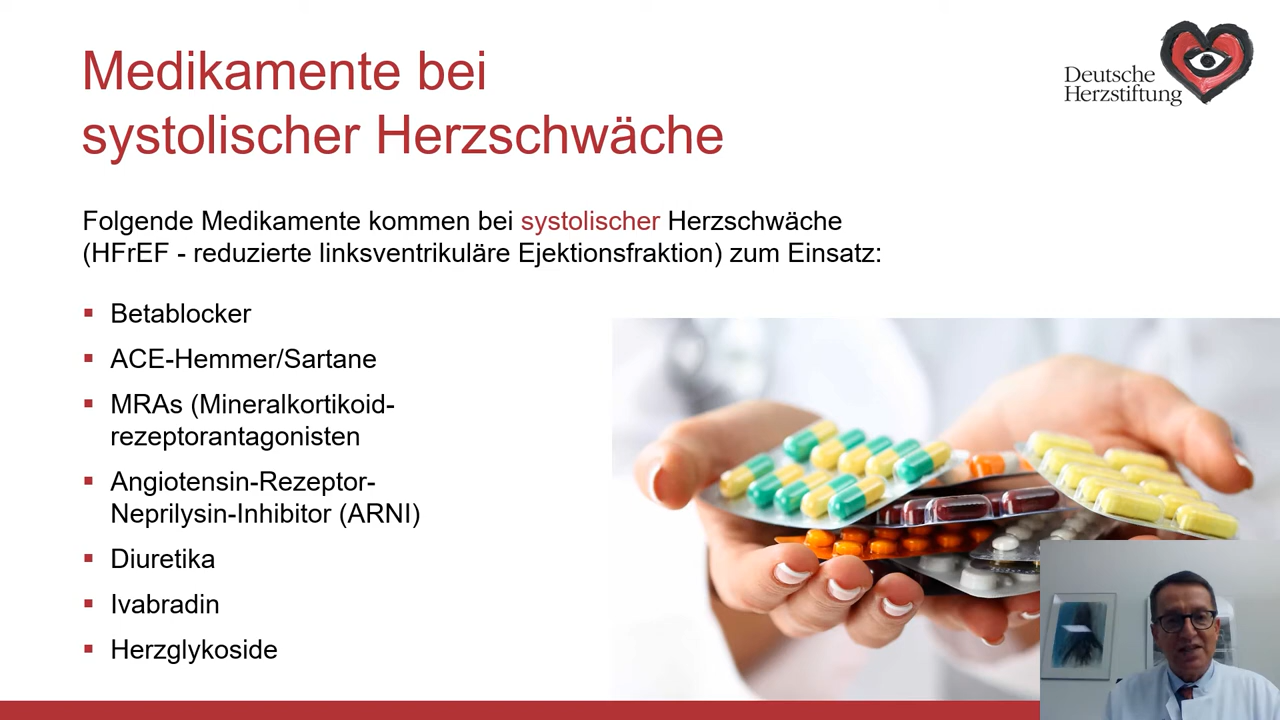 Medikamente bei
systolischer Herzschwäche
Deutsche
Herzstiftung
Folgende Medikamente kommen bei systolischer Herzschwäche
(HFrEF - reduzierte linksventrikuläre Ejektionsfraktion) zum Einsatz:
▪ Betablocker
▪ ACE-Hemmer/Sartane
▪ MRAs (Mineralkortikoid-
rezeptorantagonisten
▪ Angiotensin-Rezeptor-
Neprilysin-Inhibitor (ARNI)
▪ Diuretika
▪ Ivabradin
▪ Herzglykoside